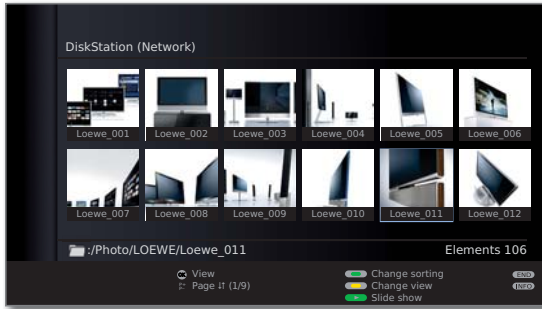 DiskStation (Network)
Loewe_001 Loewe_002 Loewe_003 Loewe_004 Loewe_005 Loewe_006
Loewe_007 Loewe_008 Loewe_009 Loewe_010 Loewe_011 Loewe_012
:/Photo/LOEWE/Loewe_011 Elements 106
OK View Change sorting END
Page ↓↑ (1/9) Change view INFO
Slide show